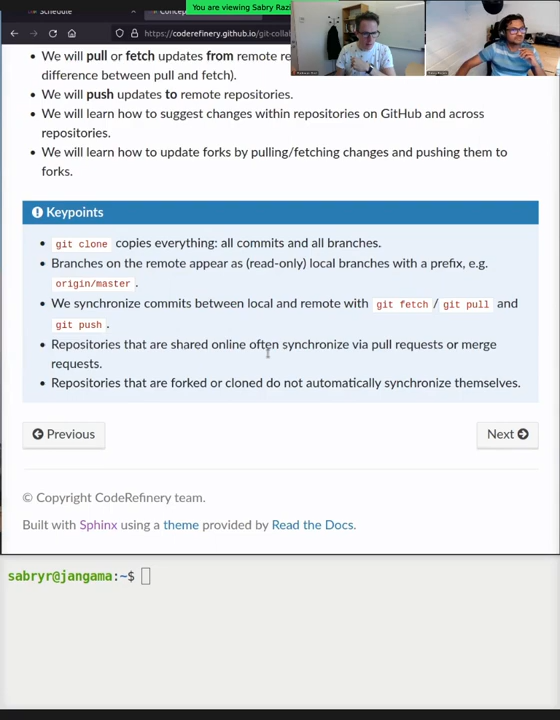 You are viewing Sabry Razi
Schedule
Concep
https://coderefinery.github.io/git-collab
We will pull or fetch updates from remote re
difference between pull and fetch).
We will push updates to remote repositories.
We will learn how to suggest changes within repositories on GitHub and across
repositories.
We will learn how to update forks by pulling/fetching changes and pushing them to
forks.
Keypoints
git clone copies everything: all commits and all branches.
Branches on the remote appear as (read-only) local branches with a prefix, e.g.
origin/master.
We synchronize commits between local and remote with git fetch / git pull and
git push.
Repositories that are shared online often synchronize via pull requests or merge
requests.
Repositories that are forked or cloned do not automatically synchronize themselves.
Previous
Next
© Copyright CodeRefinery team.
Built with Sphinx using a theme provided by Read the Docs.
sabryr@jangama:~$